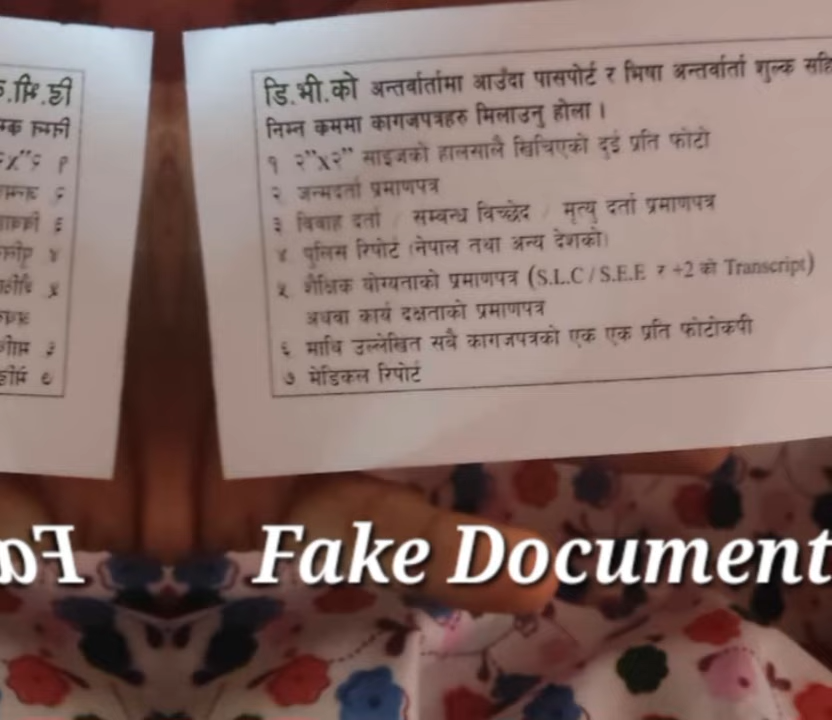 डि.भी.को अन्तर्वार्तामा आउँदा पासपोर्ट र भिषा अन्तर्वार्ता शुल्क सहि
निम्न क्रममा कागजपत्रहरु मिलाउनु होला ।
१ २"x२" साइजको हालसालै खिचिएको दुई प्रति फोटो
२ जन्मदर्ता प्रमाणपत्र
३ विवाह दर्ता / सम्बन्ध विच्छेद / मृत्यु दर्ता प्रमाणपत्र
४ पुलिस रिपोर्ट (नेपाल तथा अन्य देशको)
५ शैक्षिक योग्यताको प्रमाणपत्र (S.L.C/S.E.E र +2 को Transcript)
अथवा कार्य दक्षताको प्रमाणपत्र
६ माथि उल्लेखित सबै कागजपत्रको एक एक प्रति फोटोकपी
७ मेडिकल रिपोर्ट
Fake Document